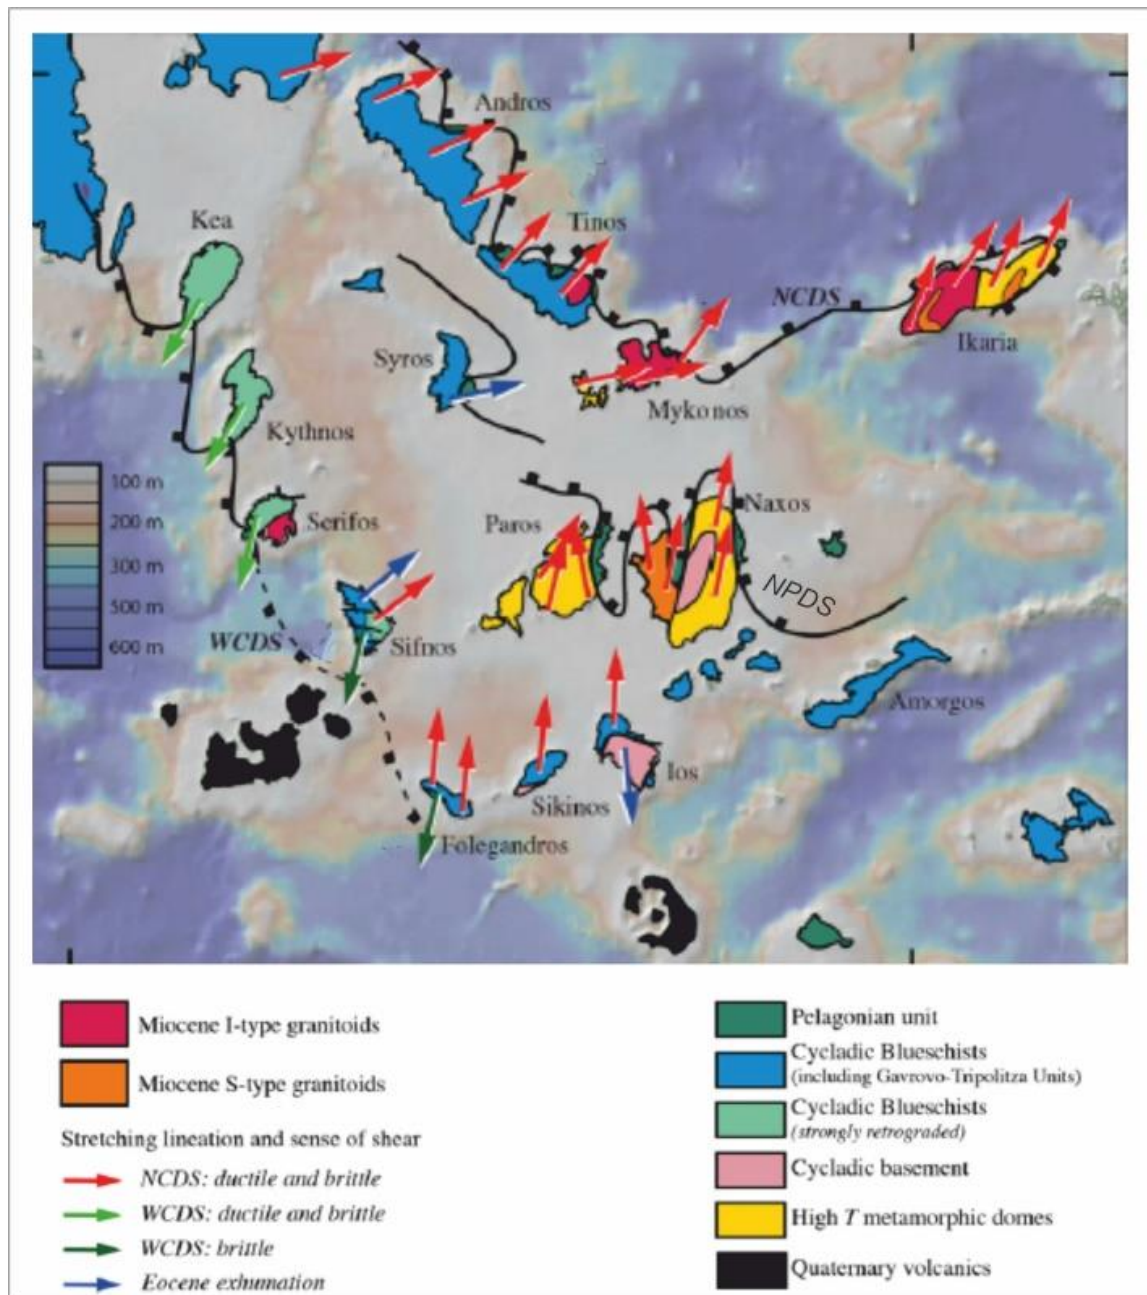 Andros
Tinos
Kea
NCDS
Ikaria
Syros
Mykonos
Kythnos
100 m
200 m
300 m
500 m
600 m
Serifos
Paros
Naxos
NPDS
WCDS
Sifnos
Amorgos
Ios
Sikinos
Folegandros
Miocene I-type granitoids
Miocene S-type granitoids
Stretching lineation and sense of shear
NCDS: ductile and brittle
WCDS: ductile and brittle
WCDS: brittle
Eocene exhumation
Pelagonian unit
Cycladic Blueschists
(including Gavrovo-Tripolitza Units)
Cycladic Blueschists
(strongly retrograded)
Cycladic basement
High T metamorphic domes
Quaternary volcanics